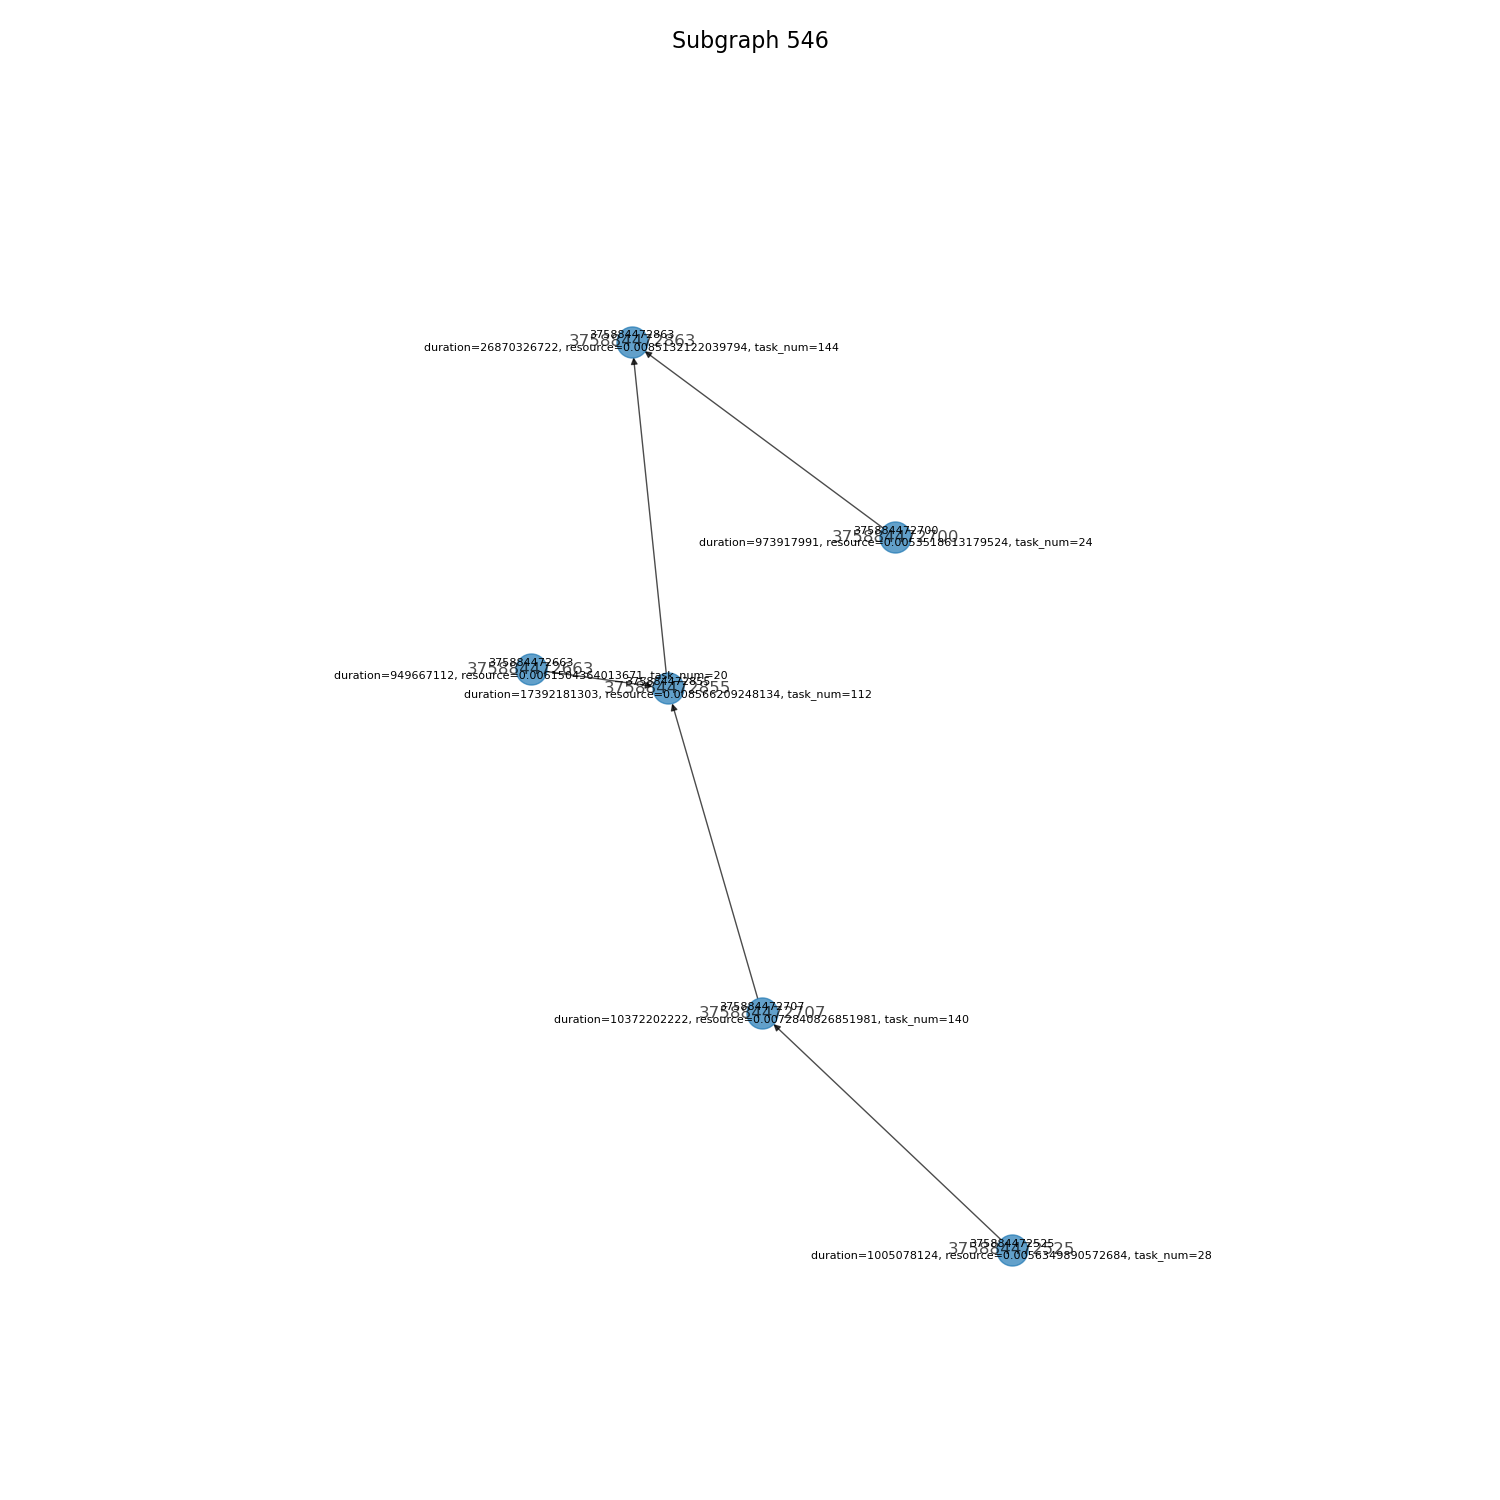 Subgraph 546
375884472863
375884472863
duration=26870326722, resource=0.0085132122039794, task_num=144
375884472700
375884472700
duration=973917991, resource=0.0053518613179524, task_num=24
375884472663
375884472663
duration=949667112, resource=0.0061504364013671, task_num=20
375884472855
375884472855
duration=17392181303, resource=0.008566209248134, task_num=112
375884472707
375884472707
duration=10372202222, resource=0.0072840826851981, task_num=140
375884472525
375884472525
duration=1005078124, resource=0.0056349890572684, task_num=28